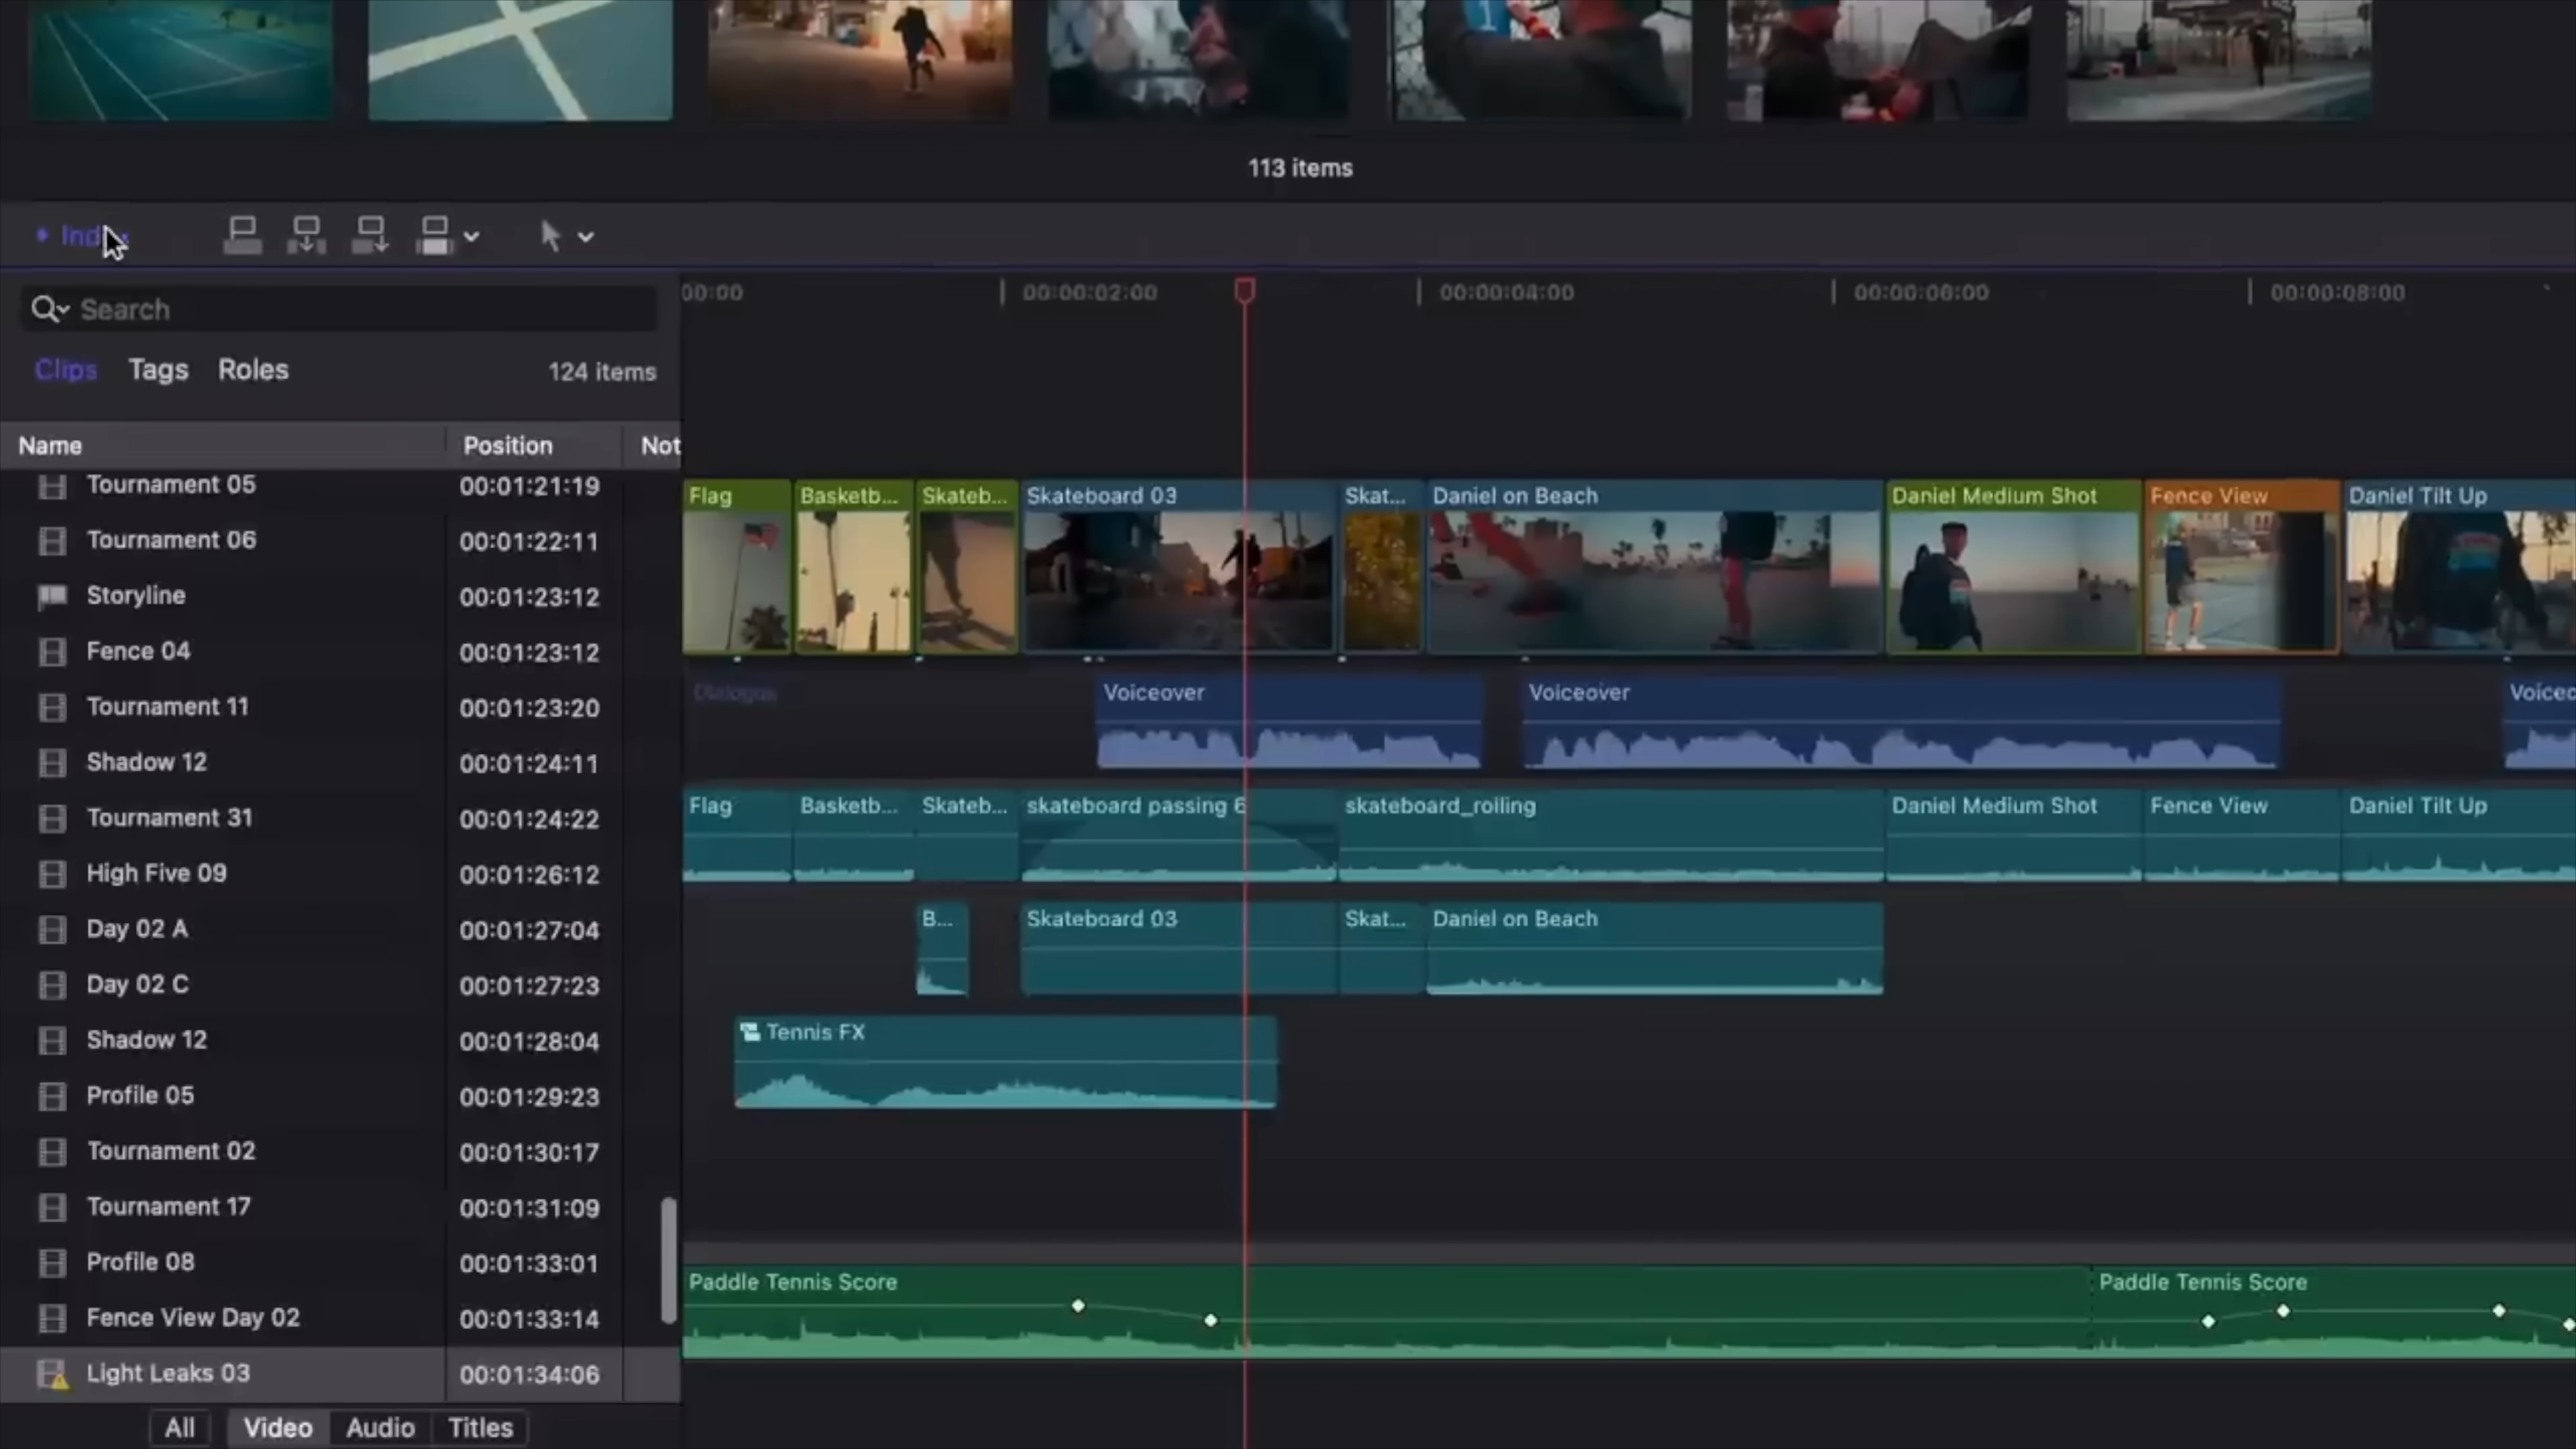 113 items
Search
Clips Tags Roles 124 items
Name Position Not
Tournament 05 00:01:21:19
Tournament 06 00:01:22:11
Storyline 00:01:23:12
Fence 04 00:01:23:12
Tournament 11 00:01:23:20
Shadow 12 00:01:24:11
Tournament 31 00:01:24:22
High Five 09 00:01:26:12
Day 02 A 00:01:27:04
Day 02 C 00:01:27:23
Shadow 12 00:01:28:04
Profile 05 00:01:29:23
Tournament 02 00:01:30:17
Tournament 17 00:01:31:09
Profile 08 00:01:33:01
Fence View Day 02 00:01:33:14
Light Leaks 03 00:01:34:06
All Video Audio Titles
00:00 00:00:02:00 00:00:04:00 00:00:06:00 00:00:08:00
Flag Basketb... Skateb... Skateboard 03 Skat... Daniel on Beach Daniel Medium Shot Fence View Daniel Tilt Up
Dialogue Voiceover Voiceover
Flag Basketb... Skateb... skateboard passing 6 skateboard_rolling Daniel Medium Shot Fence View Daniel Tilt Up
B... Skateboard 03 Skat... Daniel on Beach
Tennis FX
Paddle Tennis Score Paddle Tennis Score